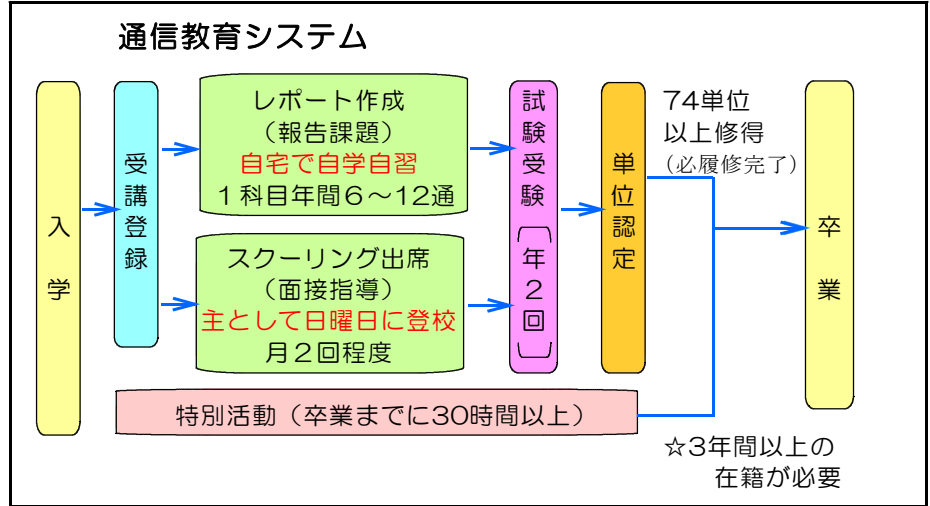 通信教育システム
入学
受講登録
レポート作成
（報告課題）
自宅で自学自習
１科目年間６～12通
スクーリング出席
（面接指導）
主として日曜日に登校
月２回程度
試験受験（年２回）
単位認定
74単位
以上修得
（必履修完了）
卒業
特別活動（卒業までに30時間以上）
☆3年間以上の
在籍が必要